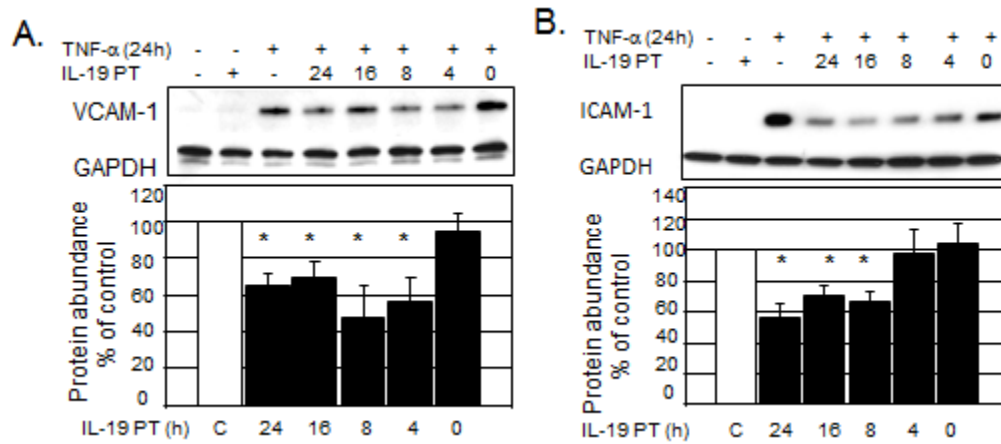 A.
TNF-α (24h) - - + + + + + +
IL-19 PT - + - 24 16 8 4 0
VCAM-1
GAPDH
Protein abundance
% of control
120
100
80
60
40
20
0
* * * *
IL-19 PT (h) C 24 16 8 4 0
B.
TNF-α (24h) - - + + + + + +
IL-19 PT - + - 24 16 8 4 0
ICAM-1
GAPDH
Protein abundance
% of control
140
120
100
80
60
40
20
0
* * *
IL-19 PT (h) C 24 16 8 4 0